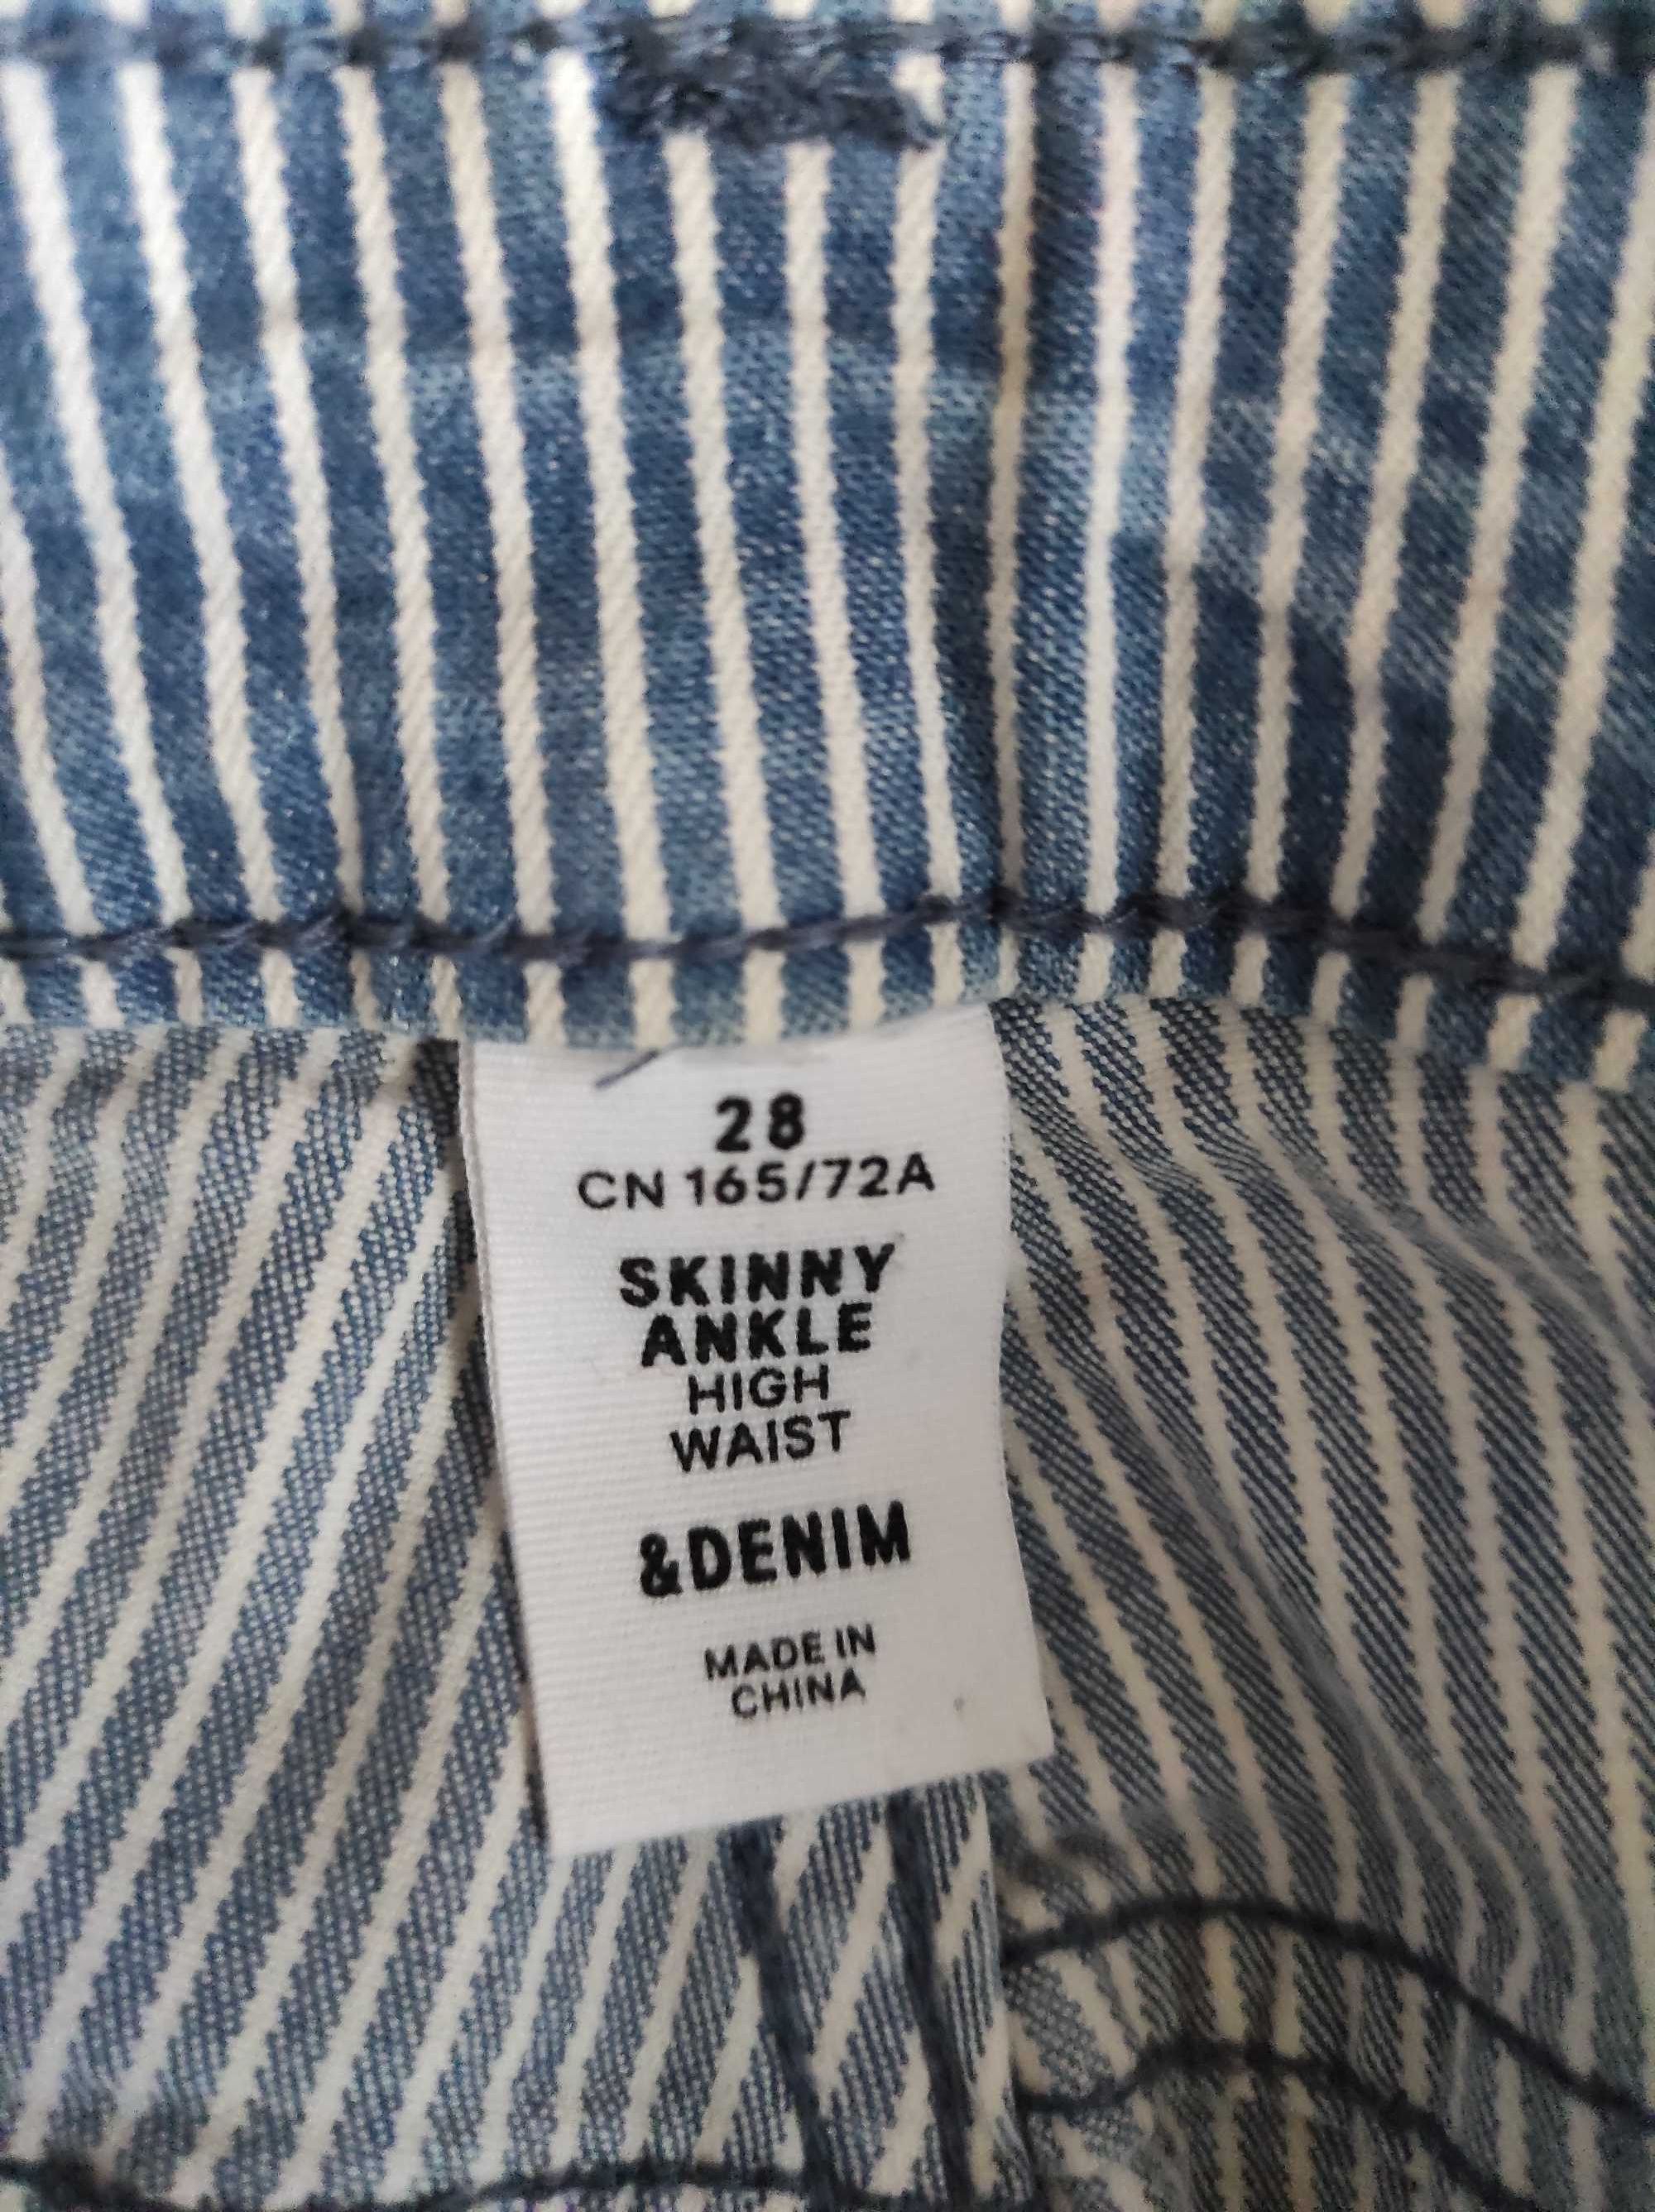 28
CN 165/72A
SKINNY
ANKLE
HIGH
WAIST
&DENIM
MADE IN
CHINA